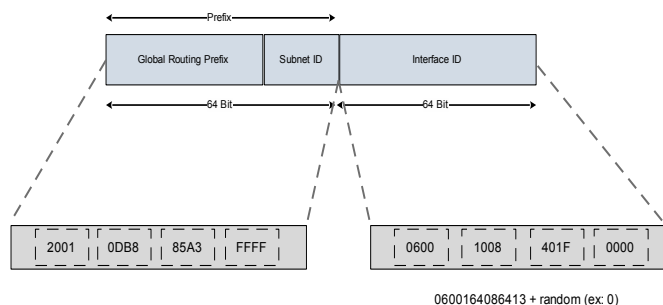 Prefix
Global Routing Prefix Subnet ID Interface ID
64 Bit 64 Bit
2001 0DB8 85A3 FFFF 0600 1008 401F 0000
0600164086413 + random (ex: 0)